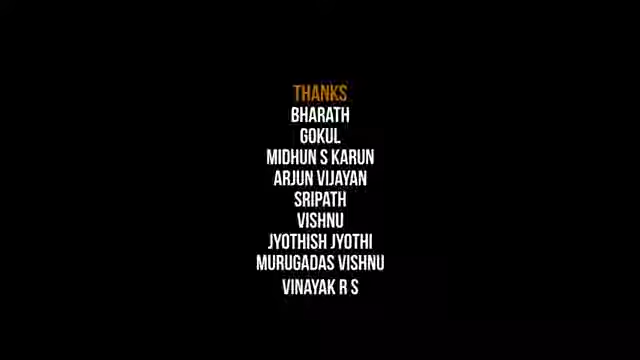 THANKS
BHARATH
GOKUL
MIDHUN S KARUN
ARJUN VIJAYAN
SRIPATH
VISHNU
JYOTHISH JYOTHI
MURUGADAS VISHNU
VINAYAK R S